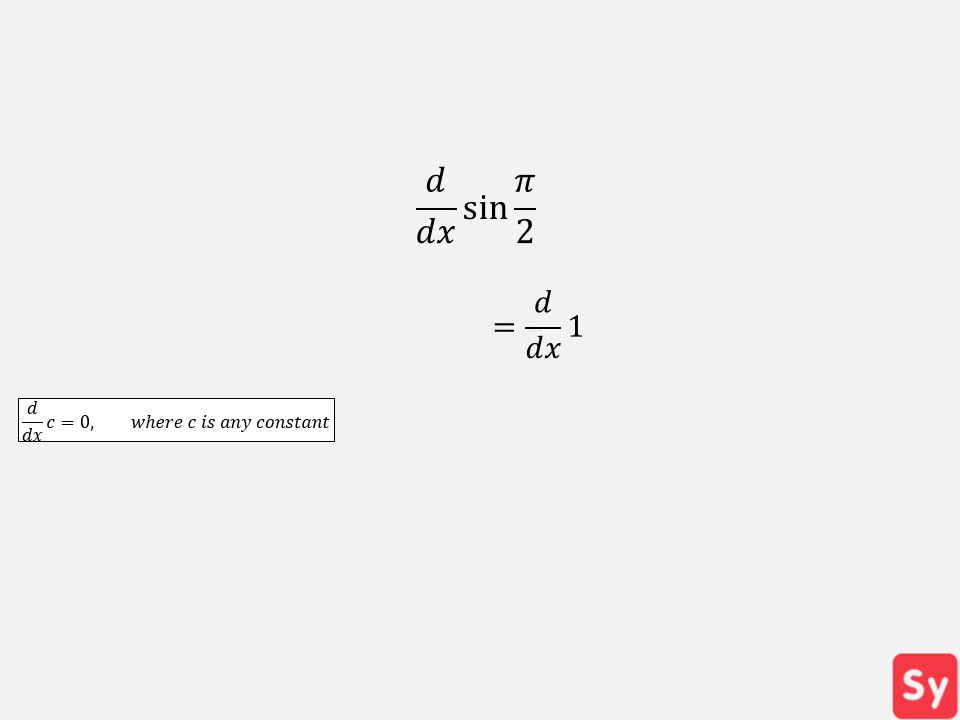 d/dx sin π/2
= d/dx 1
d/dx c = 0, where c is any constant
Sy